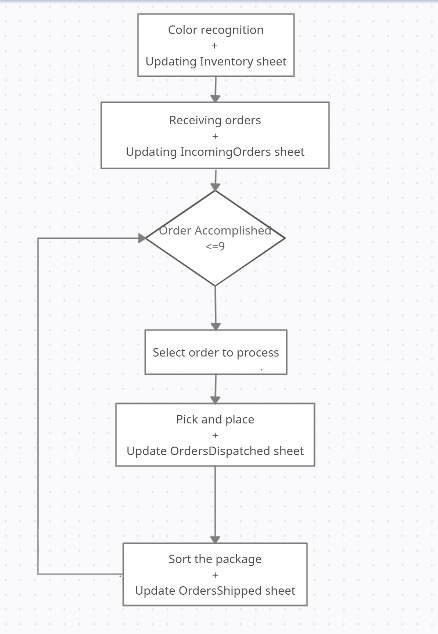 Color recognition
+
Updating Inventory sheet
Receiving orders
+
Updating IncomingOrders sheet
Order Accomplished
<=9
Select order to process
Pick and place
+
Update OrdersDispatched sheet
Sort the package
+
Update OrdersShipped sheet